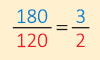 180/120 = 3/2